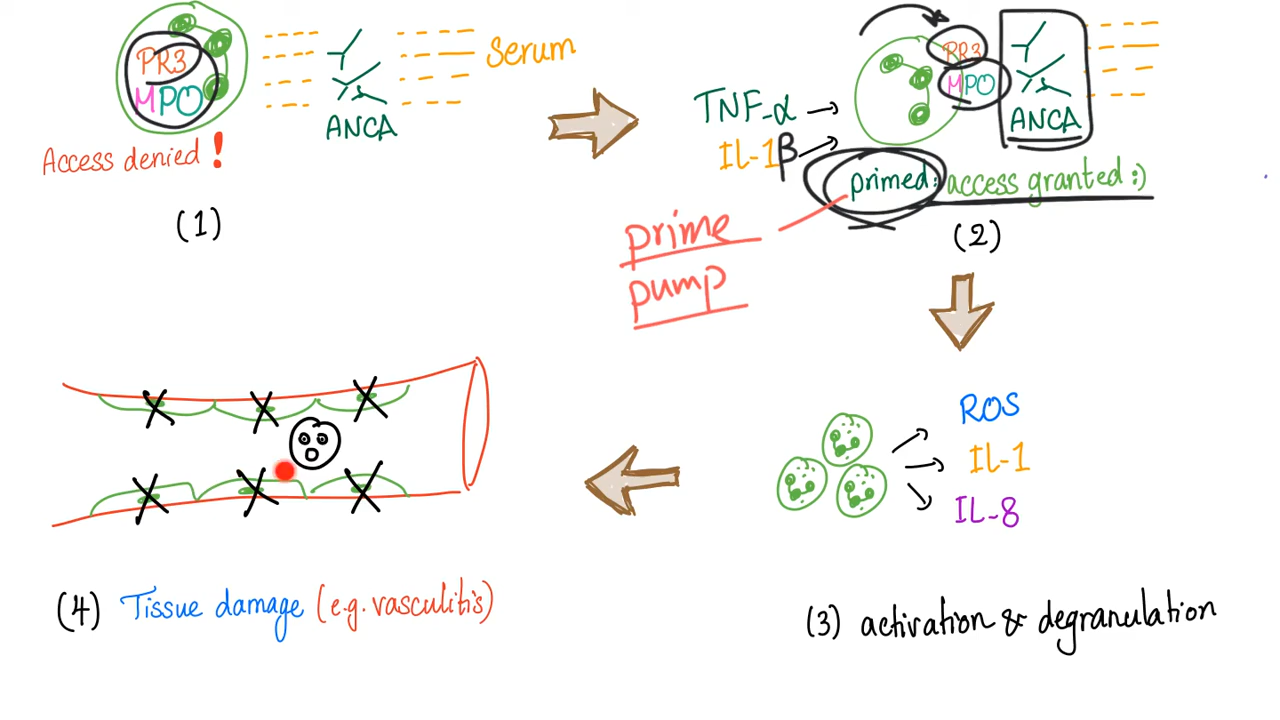 PR3
MPO
ANCA
Serum
Access denied!
(1)
TNF-α
IL-1β
PR3
MPO
ANCA
primed: access granted:)
(2)
prime
pump
ROS
IL-1
IL-8
(3) activation & degranulation
(4) Tissue damage (e.g. vasculitis)